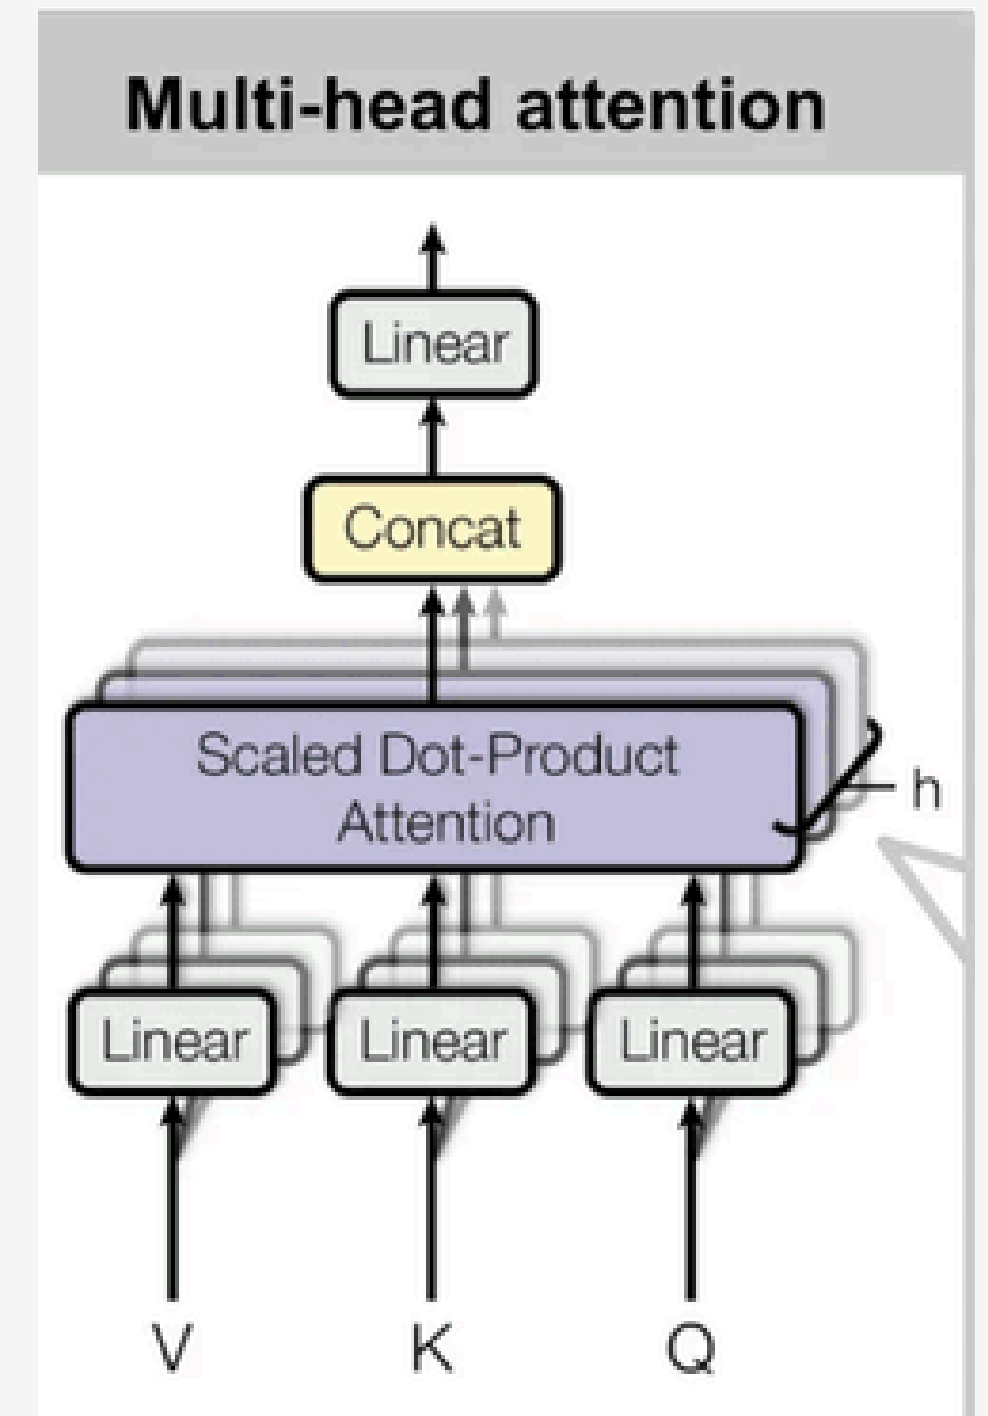 Multi-head attention
Linear
Concat
Scaled Dot-Product
Attention
h
Linear
Linear
Linear
V
K
Q